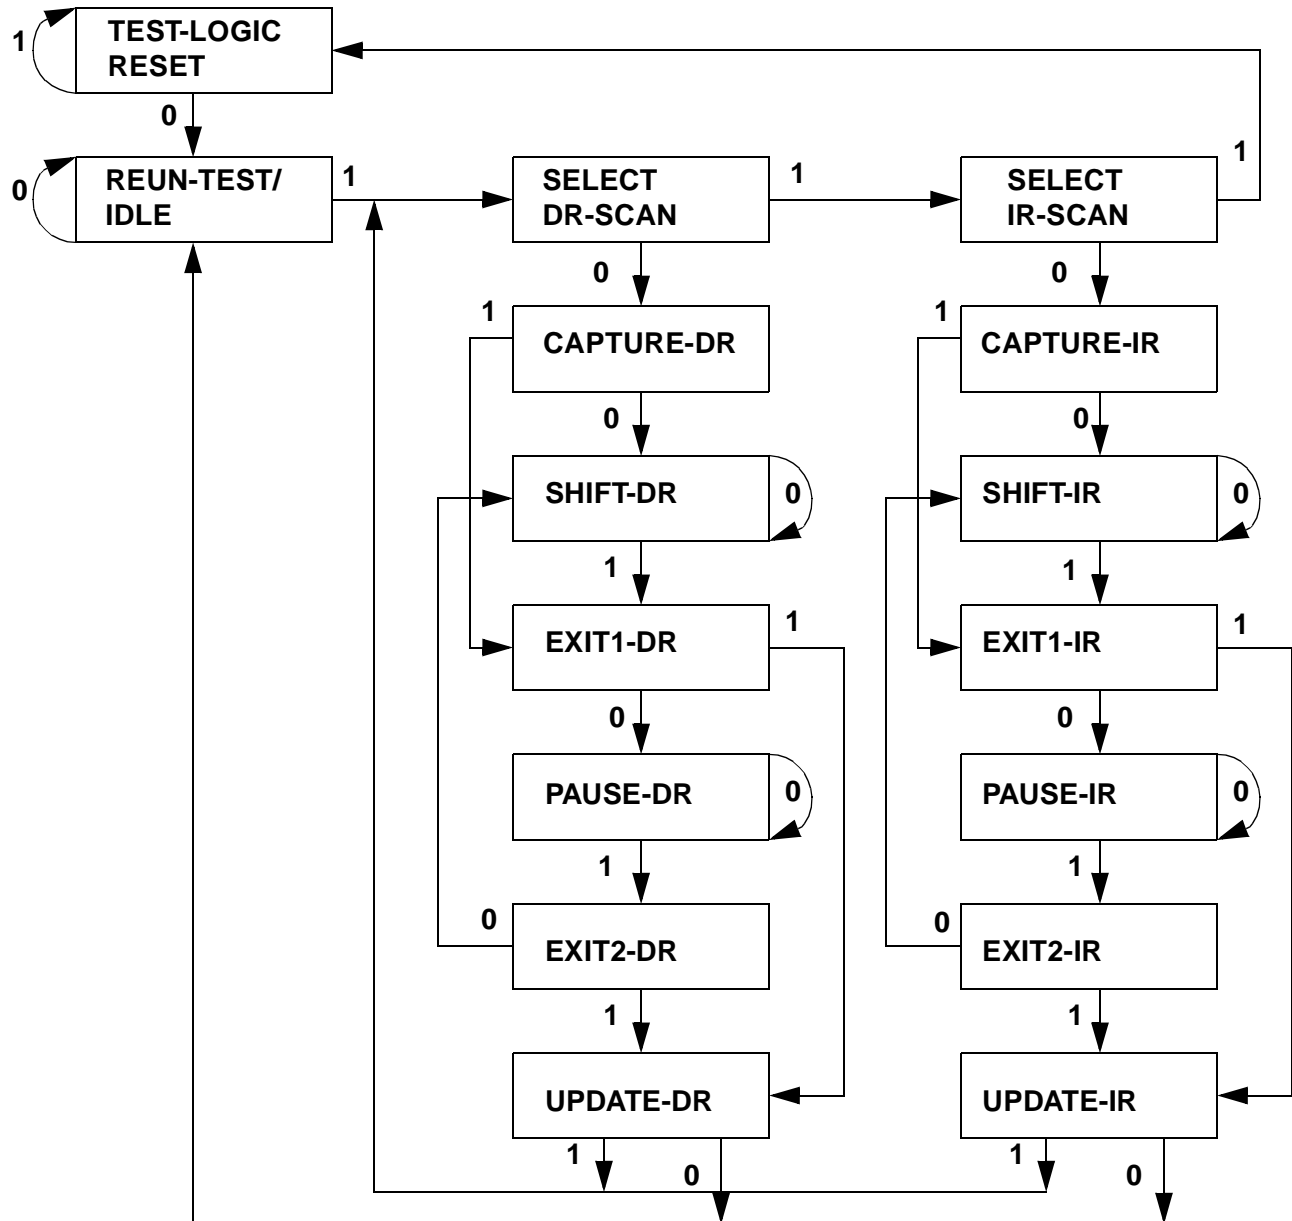 TEST-LOGIC
RESET
1
0
REUN-TEST/
IDLE
0
1
SELECT
DR-SCAN
1
SELECT
IR-SCAN
1
0
0
1
CAPTURE-DR
1
CAPTURE-IR
0
0
SHIFT-DR
0
SHIFT-IR
0
1
1
EXIT1-DR
1
EXIT1-IR
1
0
0
PAUSE-DR
0
PAUSE-IR
0
1
1
0
EXIT2-DR
0
EXIT2-IR
1
1
UPDATE-DR
UPDATE-IR
1
0
1
0